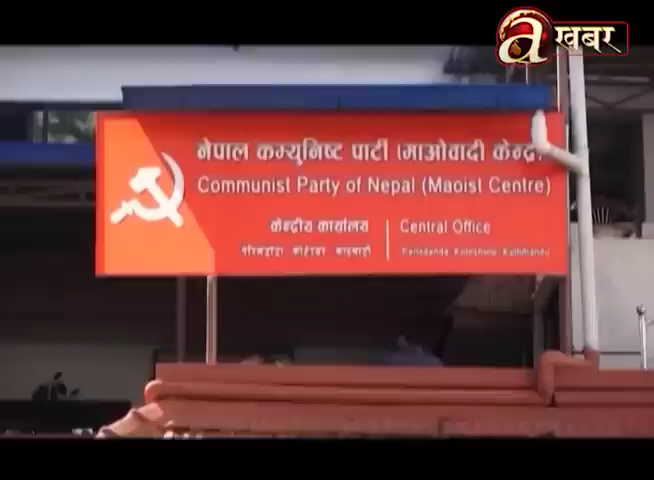 a खबर
नेपाल कम्युनिष्ट पार्टी (माओवादी केन्द्र)
Communist Party of Nepal (Maoist Centre)
केन्द्रीय कार्यालय
Central Office
Parisdanda, Koteshwor, Kathmandu